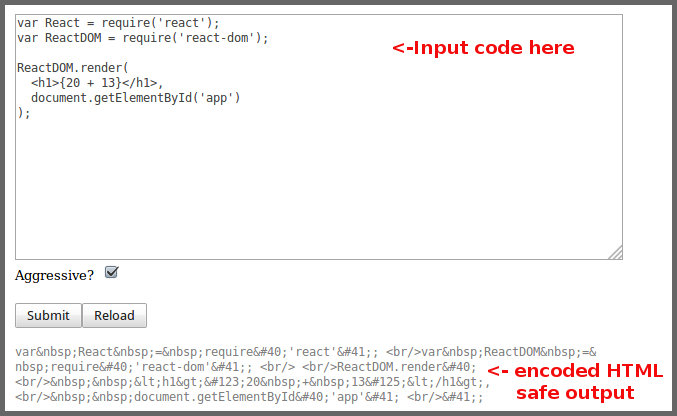 var React = require('react');
var ReactDOM = require('react-dom');
<-Input code here
ReactDOM.render(
  <h1>{20 + 13}</h1>,
  document.getElementById('app')
);
Aggressive?
Submit Reload
var&nbsp;React&nbsp;=&nbsp;require&#40;'react'&#41;; <br/>var&nbsp;ReactDOM&nbsp;=&
nbsp;require&#40;'react-dom'&#41;; <br/> <br/>ReactDOM.render&#40;
<br/>&nbsp;&nbsp;&lt;h1&gt;&#123;20&nbsp;+&nbsp;13&#125;&lt;/h1&gt;,
<br/>&nbsp;&nbsp;document.getElementById&#40;'app'&#41; <br/>&#41;;
<- encoded HTML
safe output